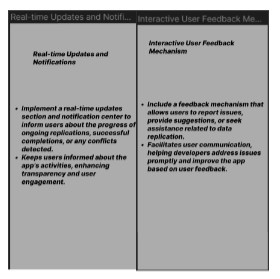 Real-time Updates and Notifi...
Real-time Updates and
Notifications
• Implement a real-time updates
section and notification center to
inform users about the progress of
ongoing replications, successful
completions, or any conflicts
detected.
• Keeps users informed about the
app's activities, enhancing
transparency and user
engagement.
Interactive User Feedback Me...
Interactive User Feedback
Mechanism
• Include a feedback mechanism that
allows users to report issues,
provide suggestions, or seek
assistance related to data
replication.
• Facilitates user communication,
helping developers address issues
promptly and improve the app
based on user feedback.